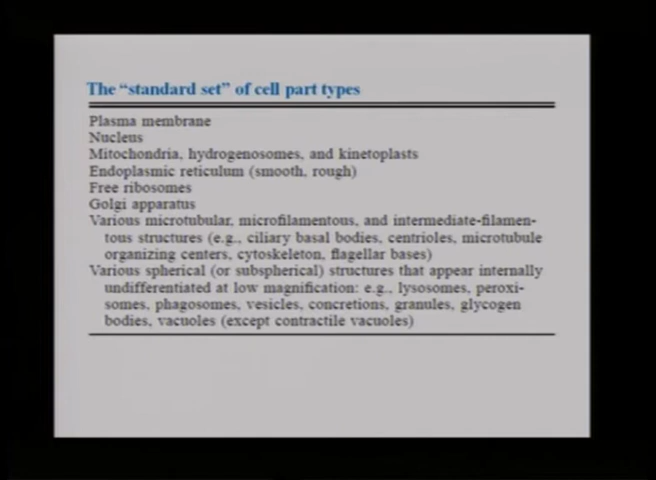 The “standard set” of cell part types
Plasma membrane
Nucleus
Mitochondria, hydrogenosomes, and kinetoplasts
Endoplasmic reticulum (smooth, rough)
Free ribosomes
Golgi apparatus
Various microtubular, microfilamentous, and intermediate-filamen-
tous structures (e.g., ciliary basal bodies, centrioles, microtubule
organizing centers, cytoskeleton, flagellar bases)
Various spherical (or subspherical) structures that appear internally
undifferentiated at low magnification: e.g., lysosomes, peroxi-
somes, phagosomes, vesicles, concretions, granules, glycogen
bodies, vacuoles (except contractile vacuoles)